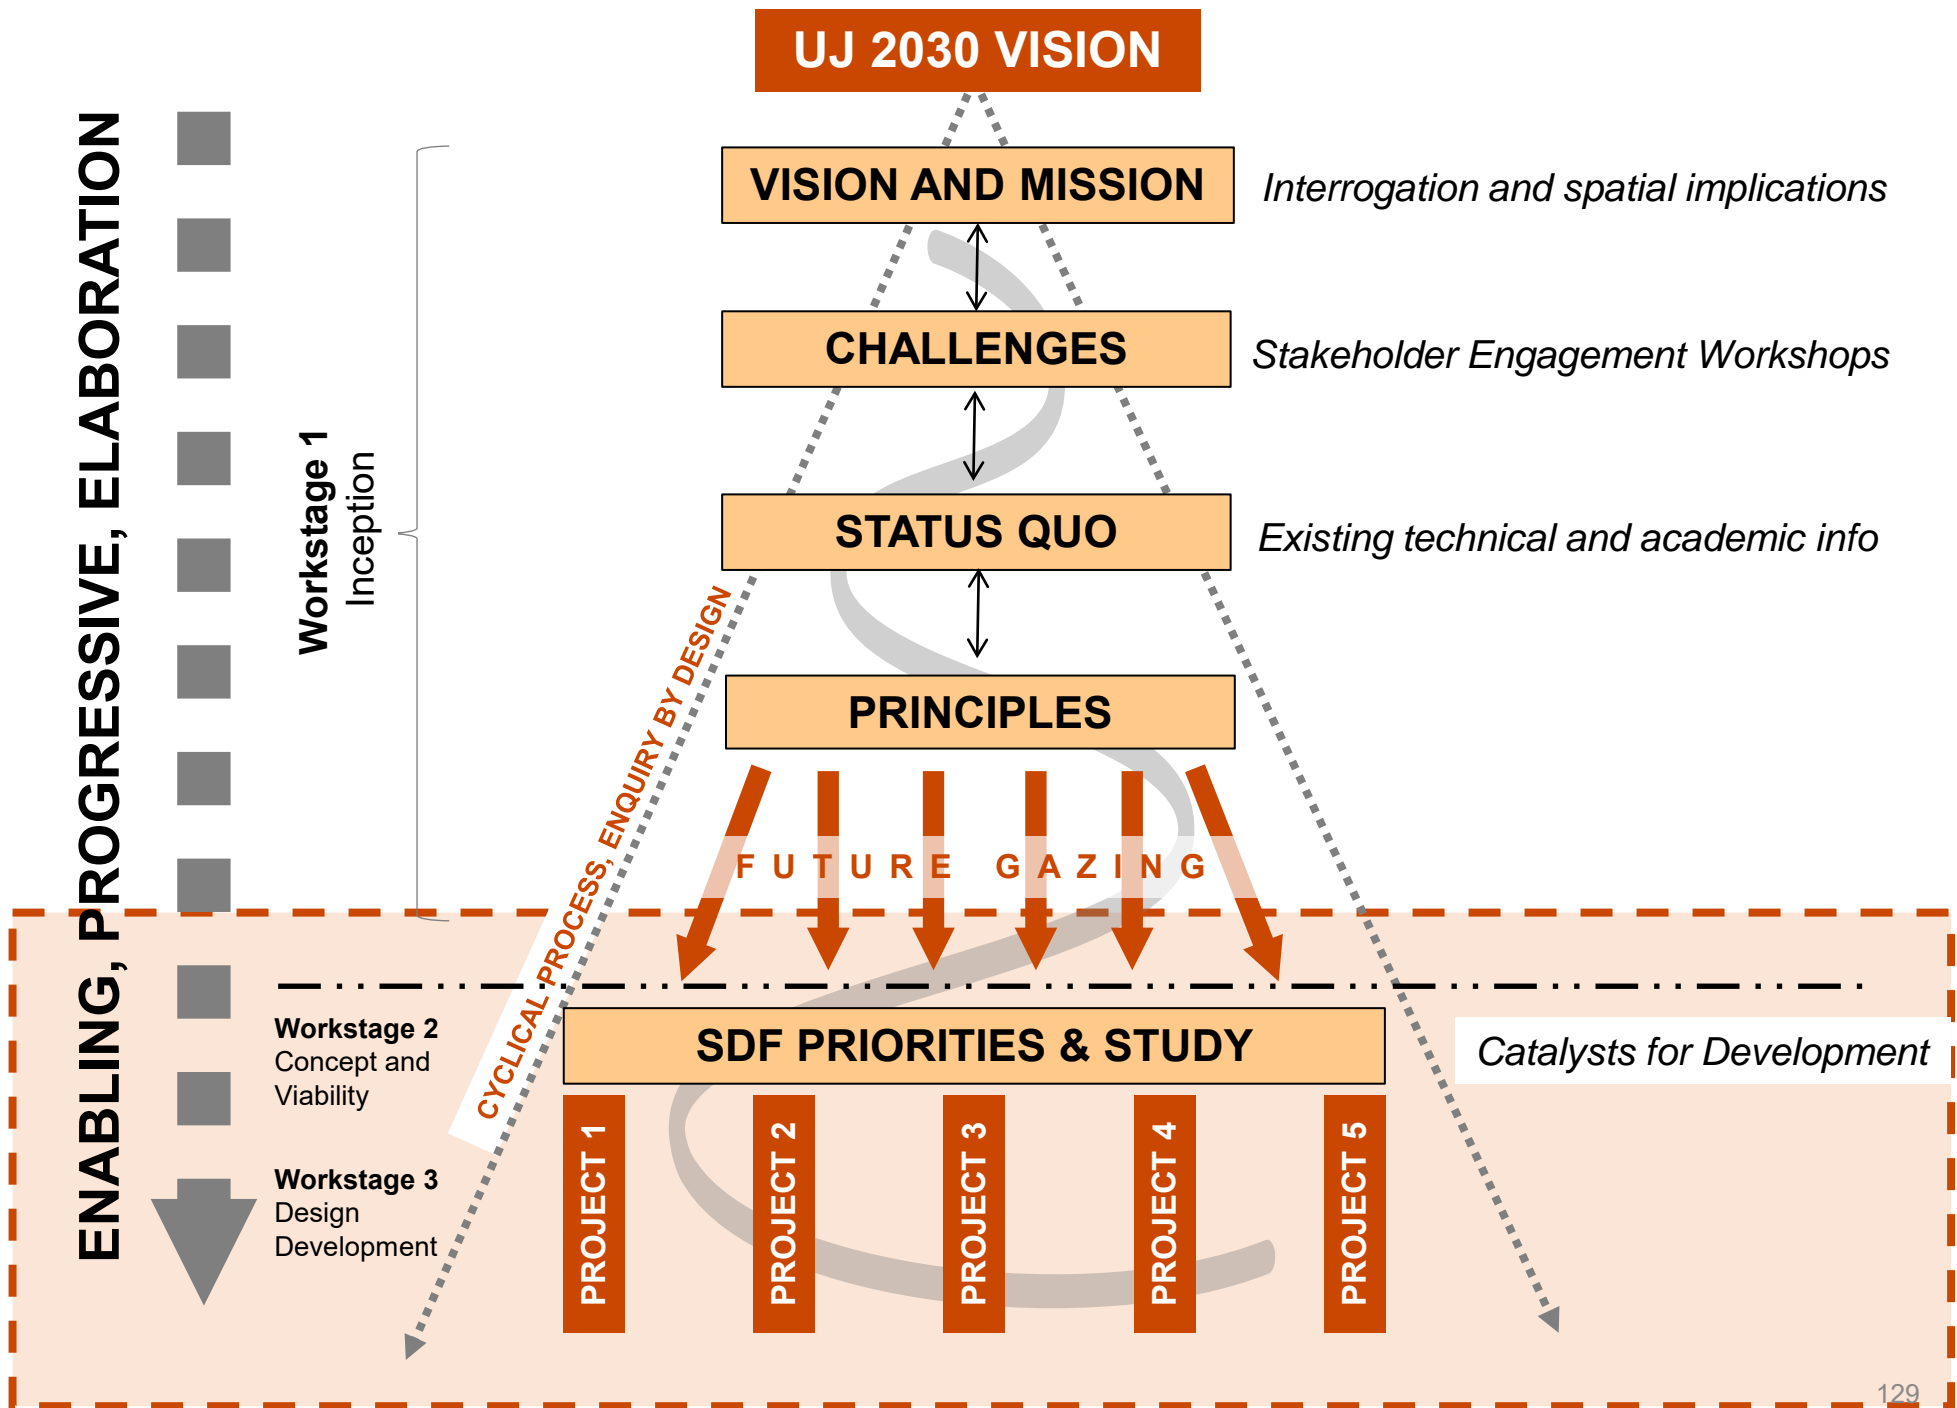 UJ 2030 VISION
ENABLING, PROGRESSIVE, ELABORATION
Workstage 1
Inception
VISION AND MISSION
Interrogation and spatial implications
CHALLENGES
Stakeholder Engagement Workshops
STATUS QUO
Existing technical and academic info
PRINCIPLES
CYCLICAL PROCESS, ENQUIRY BY DESIGN
FUTURE GAZING
Workstage 2
Concept and
Viability
SDF PRIORITIES & STUDY
Catalysts for Development
Workstage 3
Design
Development
PROJECT 1
PROJECT 2
PROJECT 3
PROJECT 4
PROJECT 5
129